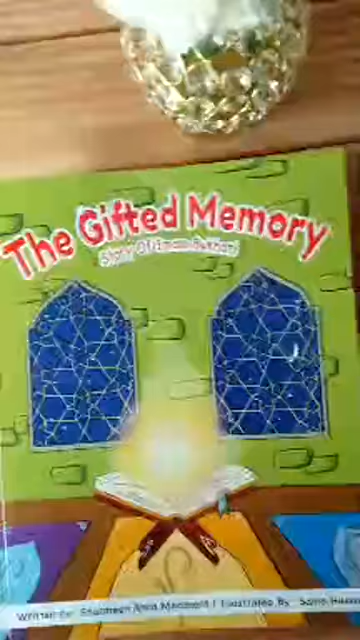 The Gifted Memory
Story Of Imam Bukhari
Written By: | Illustrated By: